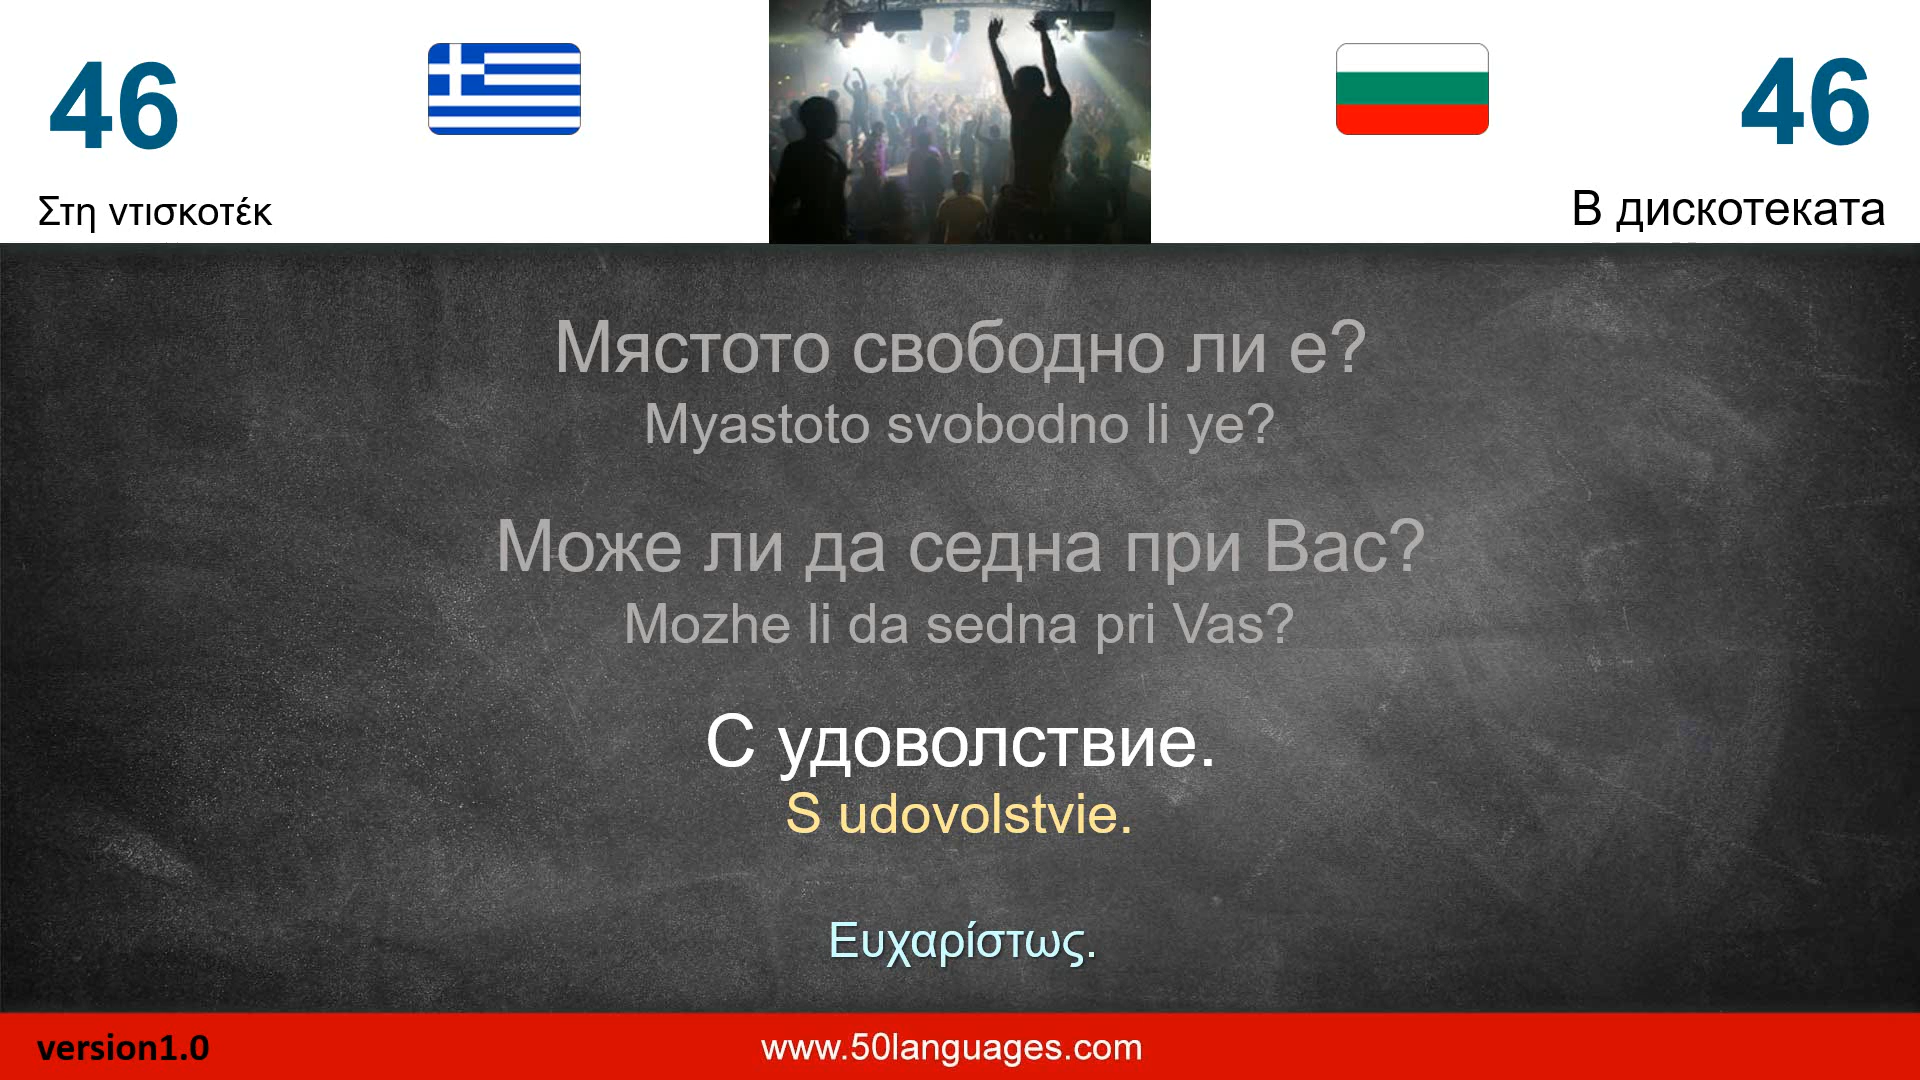 46
46
Στη ντισκοτέκ
В дискотеката
Мястото свободно ли е?
Myastoto svobodno li ye?
Може ли да седна при Вас?
Mozhe li da sedna pri Vas?
С удоволствие.
S udovolstvie.
Ευχαρίστως.
version1.0
www.50languages.com